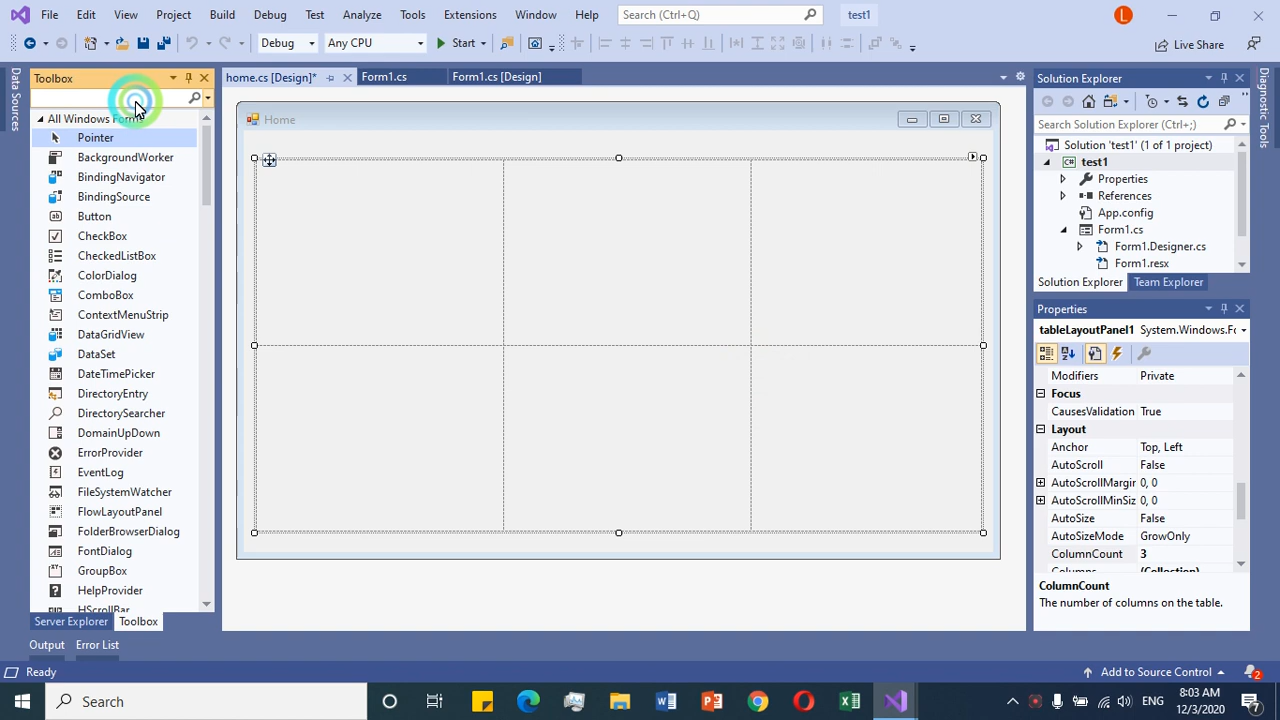 File Edit View Project Build Debug Test Analyze Tools Extensions Window Help Search (Ctrl+Q) test1 L
Debug Any CPU Start Live Share
Data Sources
Toolbox
All Windows Forms
Pointer
BackgroundWorker
BindingNavigator
BindingSource
Button
CheckBox
CheckedListBox
ColorDialog
ComboBox
ContextMenuStrip
DataGridView
DataSet
DateTimePicker
DirectoryEntry
DirectorySearcher
DomainUpDown
ErrorProvider
EventLog
FileSystemWatcher
FlowLayoutPanel
FolderBrowserDialog
FontDialog
GroupBox
HelpProvider
HScrollBar
Server Explorer Toolbox
home.cs [Design]* Form1.cs Form1.cs [Design]
Home
Solution Explorer
Search Solution Explorer (Ctrl+;)
Solution 'test1' (1 of 1 project)
test1
Properties
References
App.config
Form1.cs
Form1.Designer.cs
Form1.resx
Solution Explorer Team Explorer
Properties
tableLayoutPanel1 System.Windows.Fc
Modifiers Private
Focus
CausesValidation True
Layout
Anchor Top, Left
AutoScroll False
AutoScrollMargir 0, 0
AutoScrollMinSiz 0, 0
AutoSize False
AutoSizeMode GrowOnly
ColumnCount 3
Columns (Collection)
ColumnCount
The number of columns on the table.
Diagnostic Tools
Output Error List
Ready Add to Source Control 2
Search
ENG
8:03 AM
12/3/2020
7